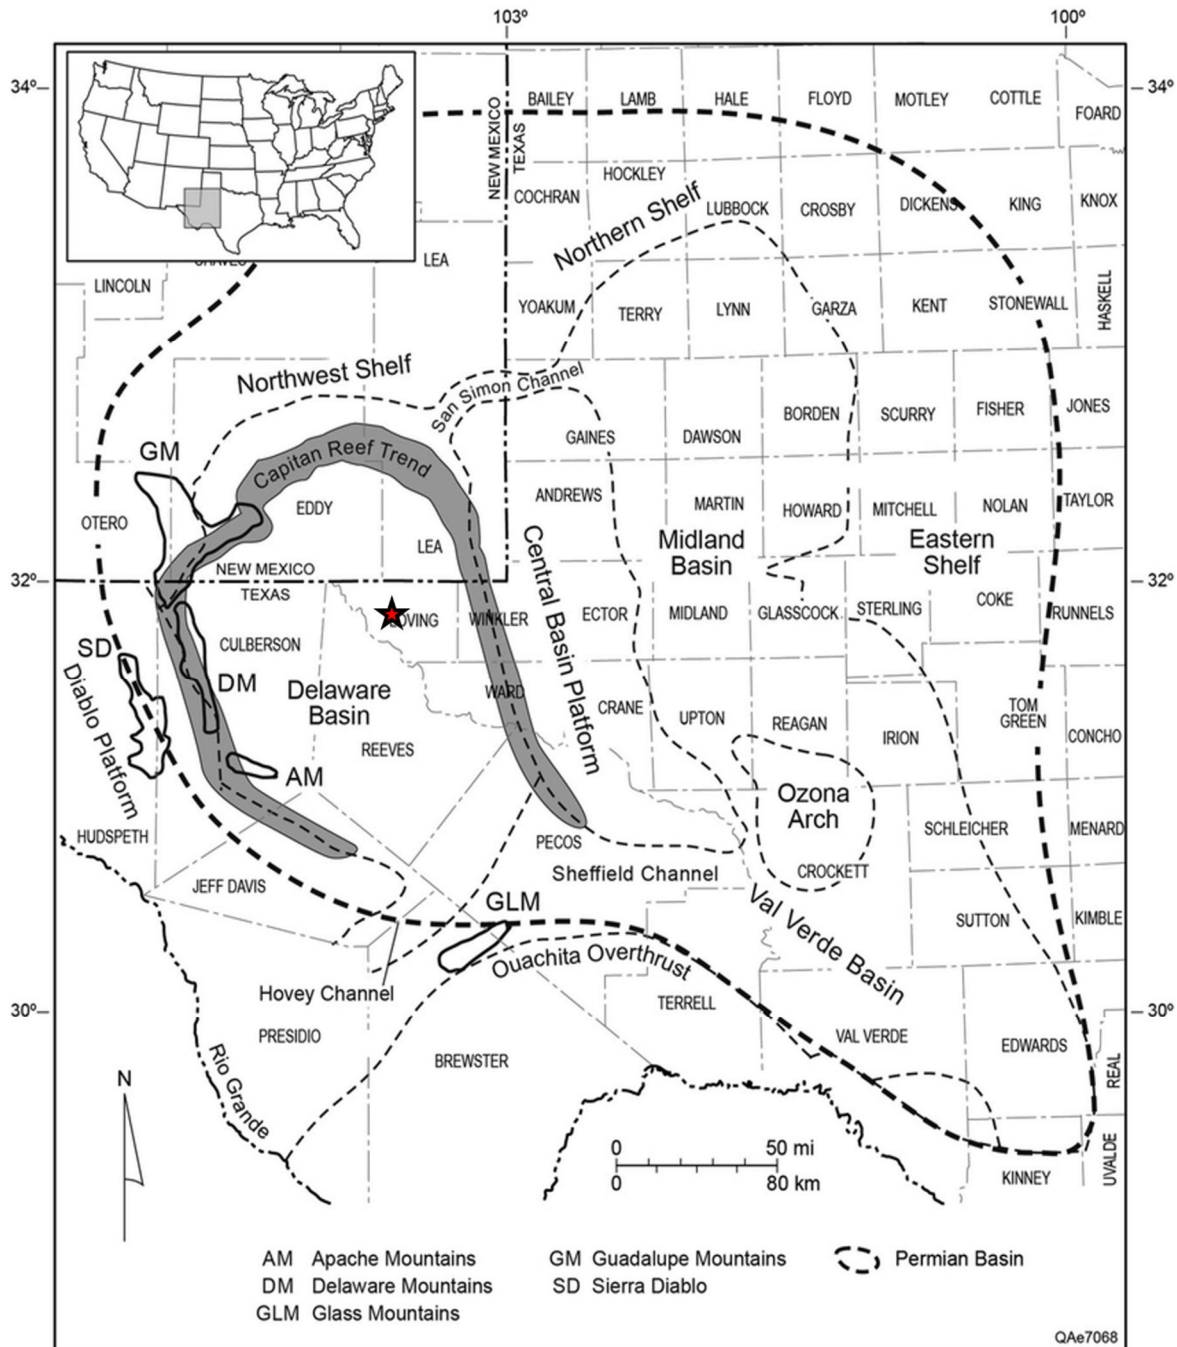 103º
100º
34º
34º
NEW MEXICO
TEXAS
BAILEY
LAMB
HALE
FLOYD
MOTLEY
COTTLE
FOARD
HOCKLEY
COCHRAN
Northern Shelf
LUBBOCK
CROSBY
DICKENS
KING
KNOX
LEA
LINCOLN
YOAKUM
TERRY
LYNN
GARZA
KENT
STONEWALL
HASKELL
Northwest Shelf
San Simon Channel
BORDEN
SCURRY
FISHER
JONES
GAINES
DAWSON
GM
Capitan Reef Trend
ANDREWS
MARTIN
HOWARD
MITCHELL
NOLAN
TAYLOR
OTERO
EDDY
LEA
Central Basin Platform
Midland
Basin
Eastern
Shelf
32º
NEW MEXICO
TEXAS
32º
WINKLER
ECTOR
MIDLAND
GLASSCOCK
STERLING
COKE
RUNNELS
SD
CULBERSON
DM
Delaware
Basin
WARD
CRANE
UPTON
REAGAN
IRION
TOM
GREEN
CONCHO
Diablo Platform
REEVES
AM
Ozona
Arch
HUDSPETH
PECOS
SCHLEICHER
MENARD
JEFF DAVIS
Sheffield Channel
CROCKETT
GLM
Val Verde Basin
SUTTON
KIMBLE
Ouachita Overthrust
Hovey Channel
30º
TERRELL
30º
PRESIDIO
VAL VERDE
EDWARDS
BREWSTER
REAL
Rio Grande
N
0 50 mi
0 80 km
KINNEY
UVALDE
AM Apache Mountains
DM Delaware Mountains
GLM Glass Mountains
GM Guadalupe Mountains
SD Sierra Diablo
Permian Basin
QAe7068